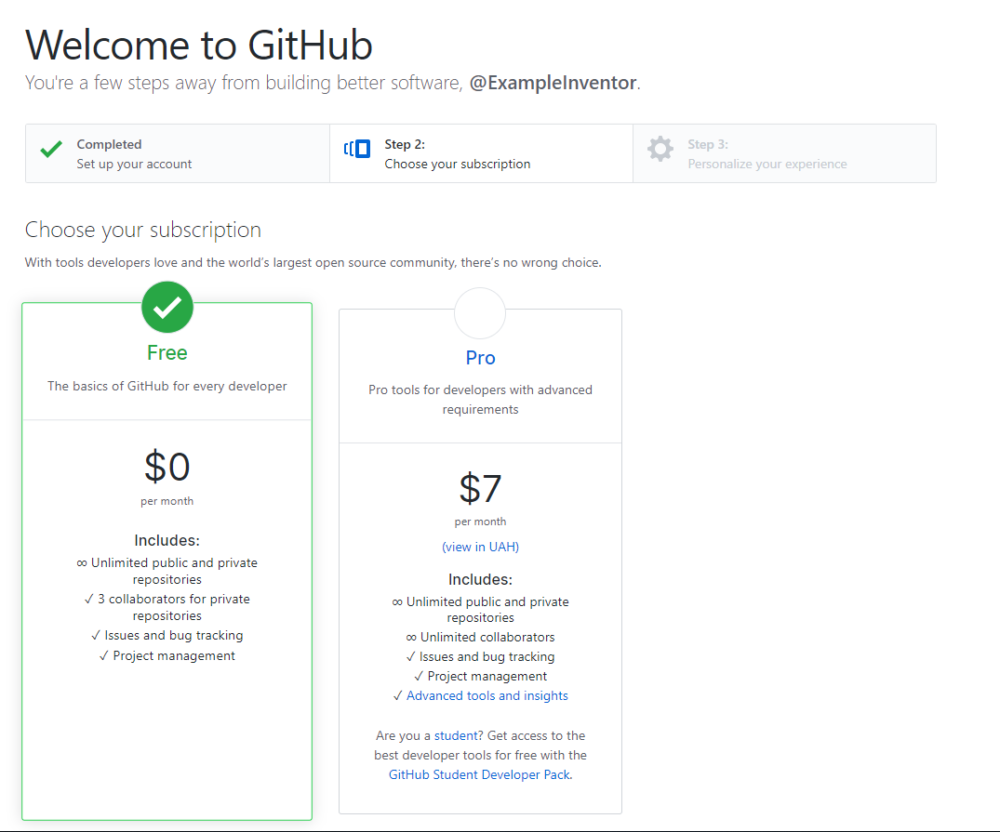 Welcome to GitHub
You're a few steps away from building better software, @ExampleInventor.
Completed
Set up your account
Step 2:
Choose your subscription
Step 3:
Personalize your experience
Choose your subscription
With tools developers love and the world’s largest open source community, there’s no wrong choice.
Free
The basics of GitHub for every developer
$0
per month
Includes:
∞ Unlimited public and private
repositories
✓ 3 collaborators for private
repositories
✓ Issues and bug tracking
✓ Project management
Pro
Pro tools for developers with advanced
requirements
$7
per month
(view in UAH)
Includes:
∞ Unlimited public and private
repositories
∞ Unlimited collaborators
✓ Issues and bug tracking
✓ Project management
✓ Advanced tools and insights
Are you a student? Get access to the
best developer tools for free with the
GitHub Student Developer Pack.